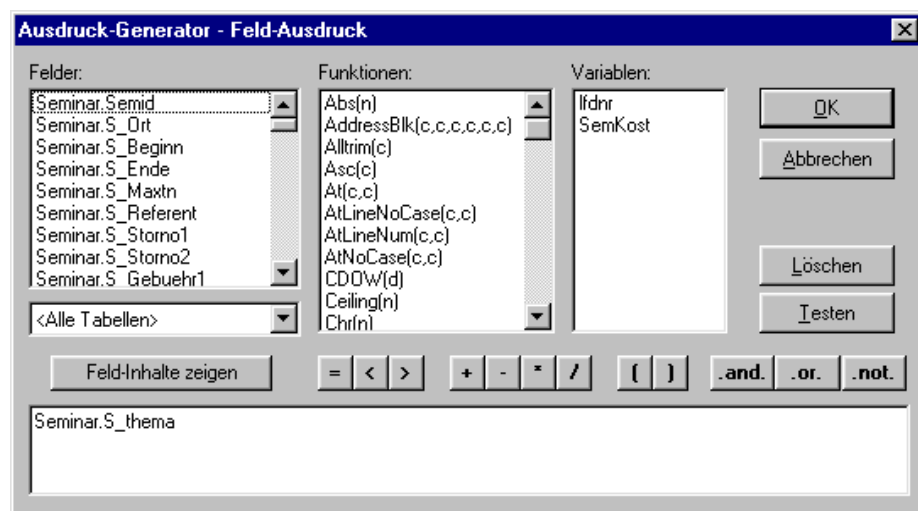 Ausdruck-Generator - Feld-Ausdruck
Felder:
Seminar.Semid
Seminar.S_Ort
Seminar.S_Beginn
Seminar.S_Ende
Seminar.S_Maxtn
Seminar.S_Referent
Seminar.S_Storno1
Seminar.S_Storno2
Seminar.S_Gebuehr1
<Alle Tabellen>
Funktionen:
Abs(n)
AddressBlk(c,c,c,c,c,c)
Alltrim(c)
Asc(c)
At(c,c)
AtLineNoCase(c,c)
AtLineNum(c,c)
AtNoCase(c,c)
CDOW(d)
Ceiling(n)
Chr(n)
Variablen:
lfdnr
SemKost
OK
Abbrechen
Löschen
Testen
Feld-Inhalte zeigen
= < > + - * / ( ) .and. .or. .not.
Seminar.S_thema